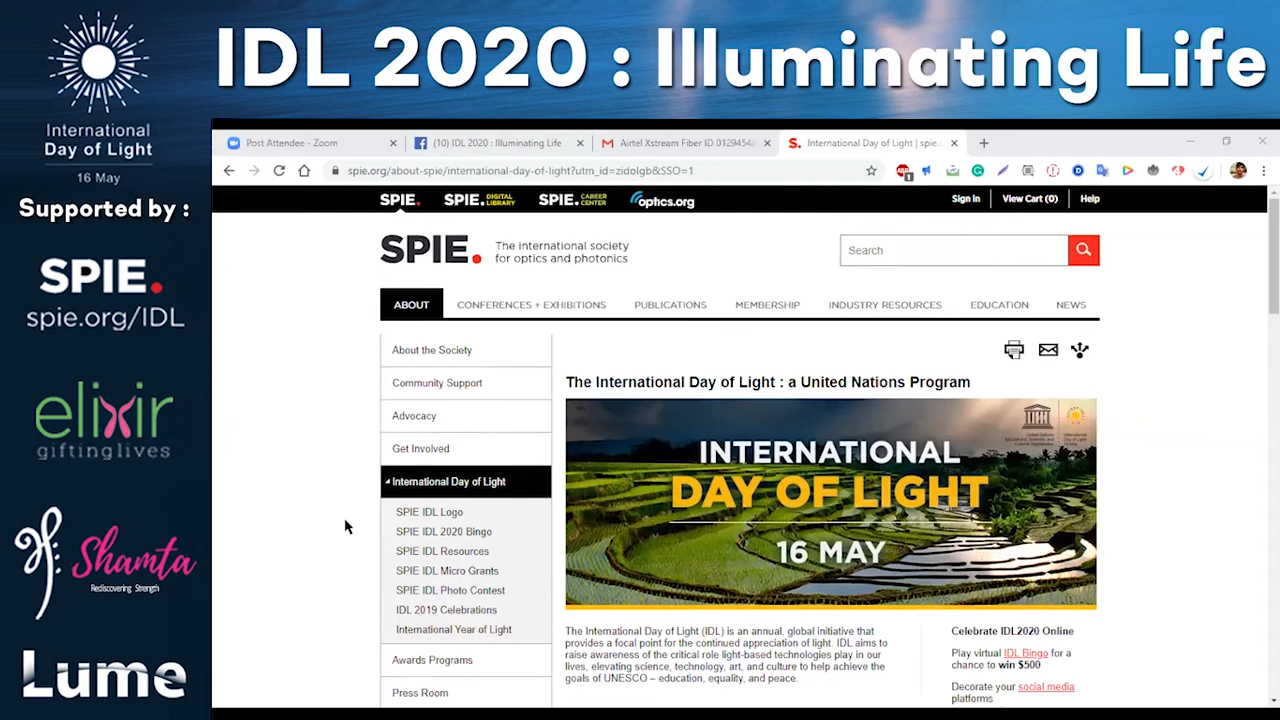 IDL 2020 : Illuminating Life
International
Day of Light
16 May
Supported by :
SPIE.
spie.org/IDL
elixir
giftinglives
Shamta
Rediscovering Strength
Lume
Post Attendee - Zoom
(10) IDL 2020 : Illuminating Life
Airtel Xstream Fiber ID 0129454
International Day of Light | spie...
spie.org/about-spie/international-day-of-light?utm_id=zidolgb&SSO=1
SPIE.
SPIE. DIGITAL LIBRARY
SPIE. CAREER CENTER
optics.org
Sign in
View Cart (0)
Help
SPIE.
The international society
for optics and photonics
Search
ABOUT
CONFERENCES + EXHIBITIONS
PUBLICATIONS
MEMBERSHIP
INDUSTRY RESOURCES
EDUCATION
NEWS
About the Society
Community Support
Advocacy
Get Involved
International Day of Light
SPIE IDL Logo
SPIE IDL 2020 Bingo
SPIE IDL Resources
SPIE IDL Micro Grants
SPIE IDL Photo Contest
IDL 2019 Celebrations
International Year of Light
Awards Programs
Press Room
The International Day of Light : a United Nations Program
INTERNATIONAL
DAY OF LIGHT
16 MAY
The International Day of Light (IDL) is an annual, global initiative that
provides a focal point for the continued appreciation of light. IDL aims to
raise awareness of the critical role light-based technologies play in our
lives, elevating science, technology, art, and culture to help achieve the
goals of UNESCO – education, equality, and peace.
Celebrate IDL2020 Online
Play virtual IDL Bingo for a
chance to win $500
Decorate your social media
platforms